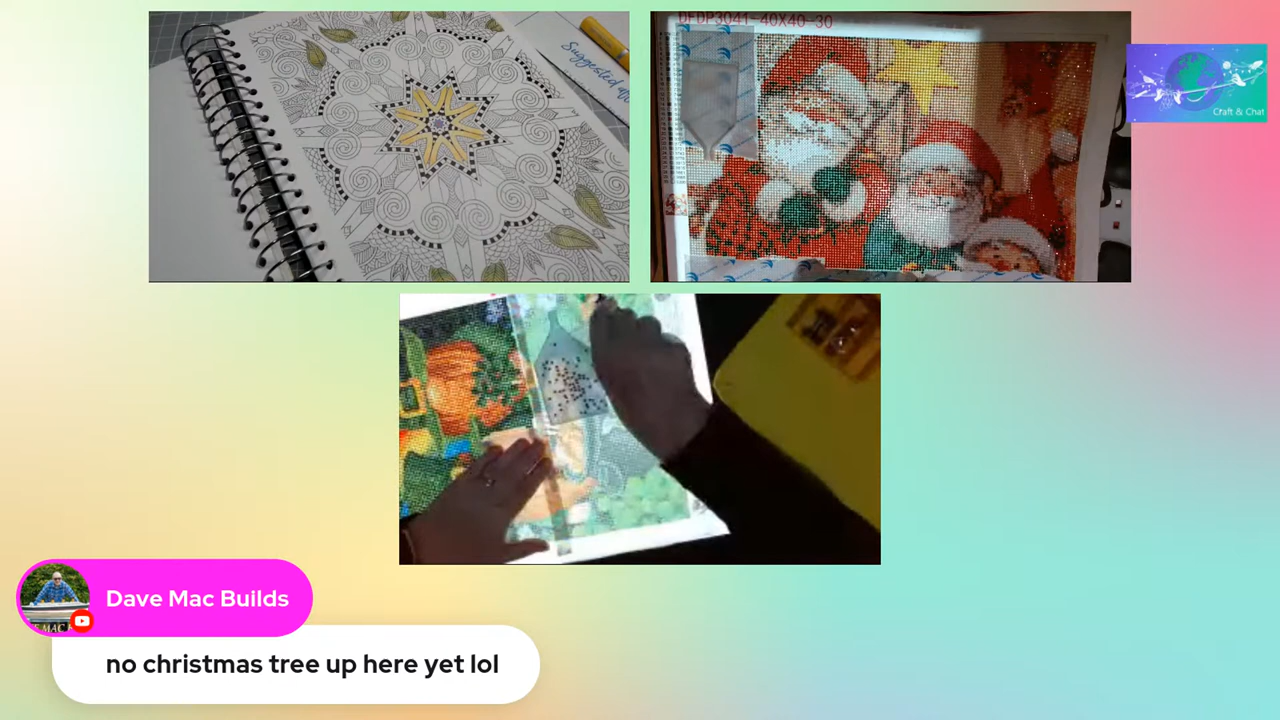 Suggested
DFDP3041-40X40-30
Craft & Chat
Dave Mac Builds
no christmas tree up here yet lol